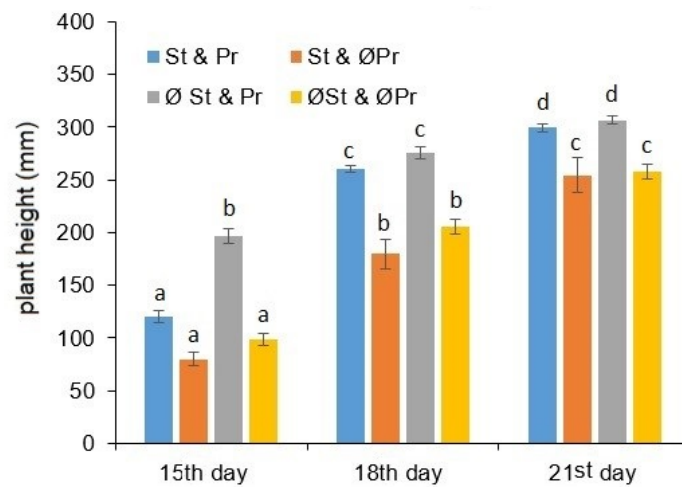 400
350
300
250
200
150
100
50
0
plant height (mm)
St & Pr St & ØPr
Ø St & Pr ØSt & ØPr
a a b a
c b c b
d c d c
15th day 18th day 21st day